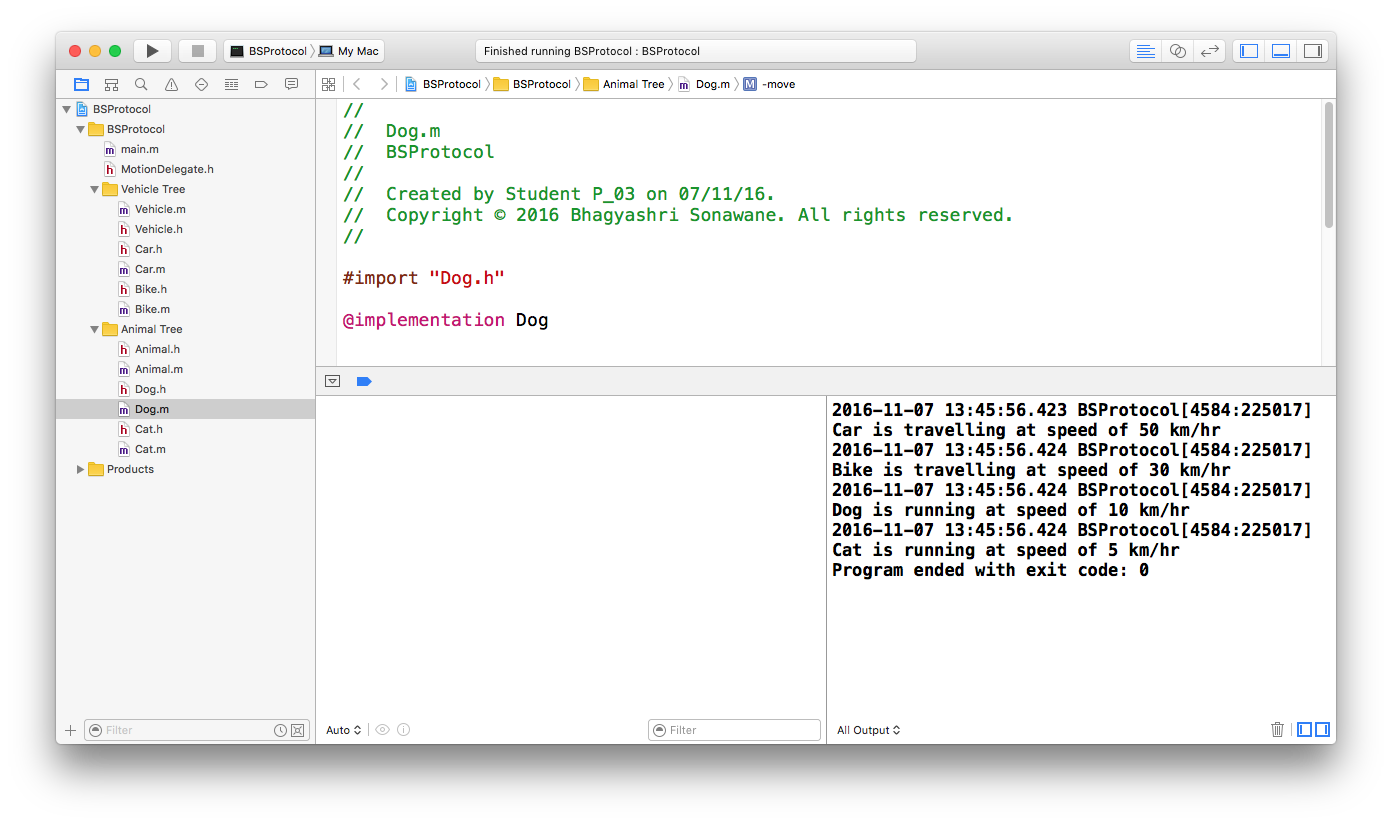 BSProtocol My Mac
Finished running BSProtocol : BSProtocol
BSProtocol BSProtocol Animal Tree m Dog.m M -move
BSProtocol
BSProtocol
m main.m
h MotionDelegate.h
Vehicle Tree
m Vehicle.m
h Vehicle.h
h Car.h
m Car.m
h Bike.h
m Bike.m
Animal Tree
h Animal.h
m Animal.m
h Dog.h
m Dog.m
h Cat.h
m Cat.m
Products
Filter
//
// Dog.m
// BSProtocol
//
// Created by Student P_03 on 07/11/16.
// Copyright © 2016 Bhagyashri Sonawane. All rights reserved.
//
#import "Dog.h"
@implementation Dog
Auto
Filter
2016-11-07 13:45:56.423 BSProtocol[4584:225017]
Car is travelling at speed of 50 km/hr
2016-11-07 13:45:56.424 BSProtocol[4584:225017]
Bike is travelling at speed of 30 km/hr
2016-11-07 13:45:56.424 BSProtocol[4584:225017]
Dog is running at speed of 10 km/hr
2016-11-07 13:45:56.424 BSProtocol[4584:225017]
Cat is running at speed of 5 km/hr
Program ended with exit code: 0
All Output